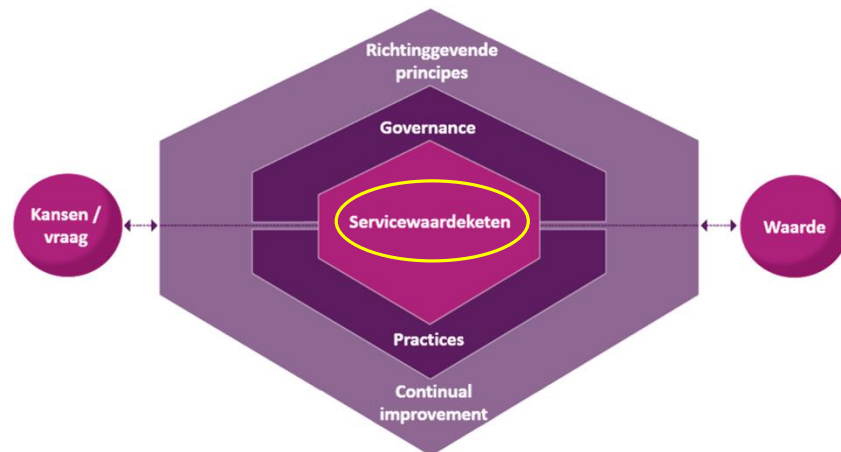 Richtinggevende
principes
Governance
Kansen /
vraag
Servicewaardeketen
Waarde
Practices
Continual
improvement